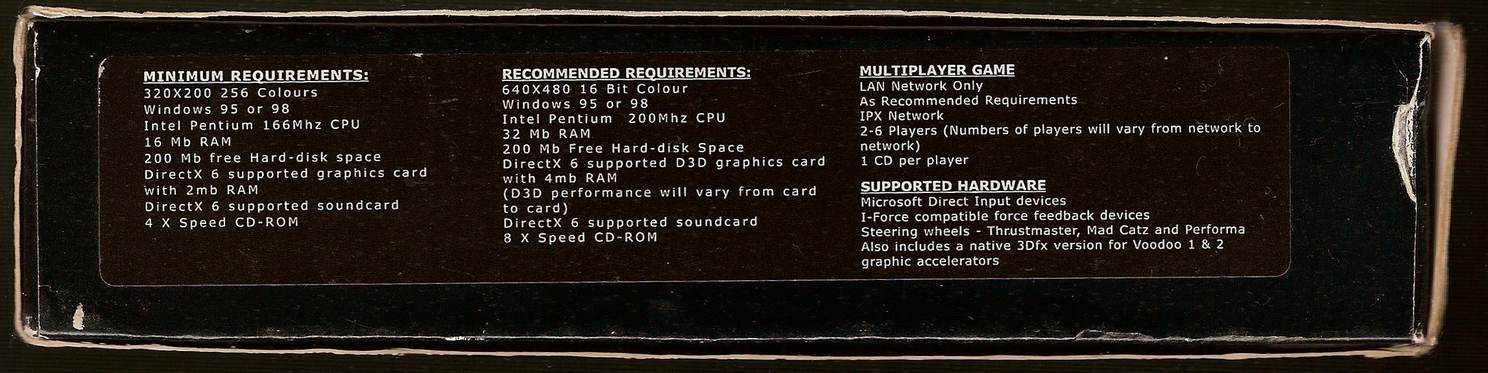 MINIMUM REQUIREMENTS:
320X200 256 Colours
Windows 95 or 98
Intel Pentium 166Mhz CPU
16 Mb RAM
200 Mb free Hard-disk space
DirectX 6 supported graphics card
with 2mb RAM
DirectX 6 supported soundcard
4 X Speed CD-ROM
RECOMMENDED REQUIREMENTS:
640X480 16 Bit Colour
Windows 95 or 98
Intel Pentium 200Mhz CPU
32 Mb RAM
200 Mb Free Hard-disk Space
DirectX 6 supported D3D graphics card
with 4mb RAM
(D3D performance will vary from card
to card)
DirectX 6 supported soundcard
8 X Speed CD-ROM
MULTIPLAYER GAME
LAN Network Only
As Recommended Requirements
IPX Network
2-6 Players (Numbers of players will vary from network to
network)
1 CD per player
SUPPORTED HARDWARE
Microsoft Direct Input devices
I-Force compatible force feedback devices
Steering wheels - Thrustmaster, Mad Catz and Performa
Also includes a native 3Dfx version for Voodoo 1 & 2
graphic accelerators